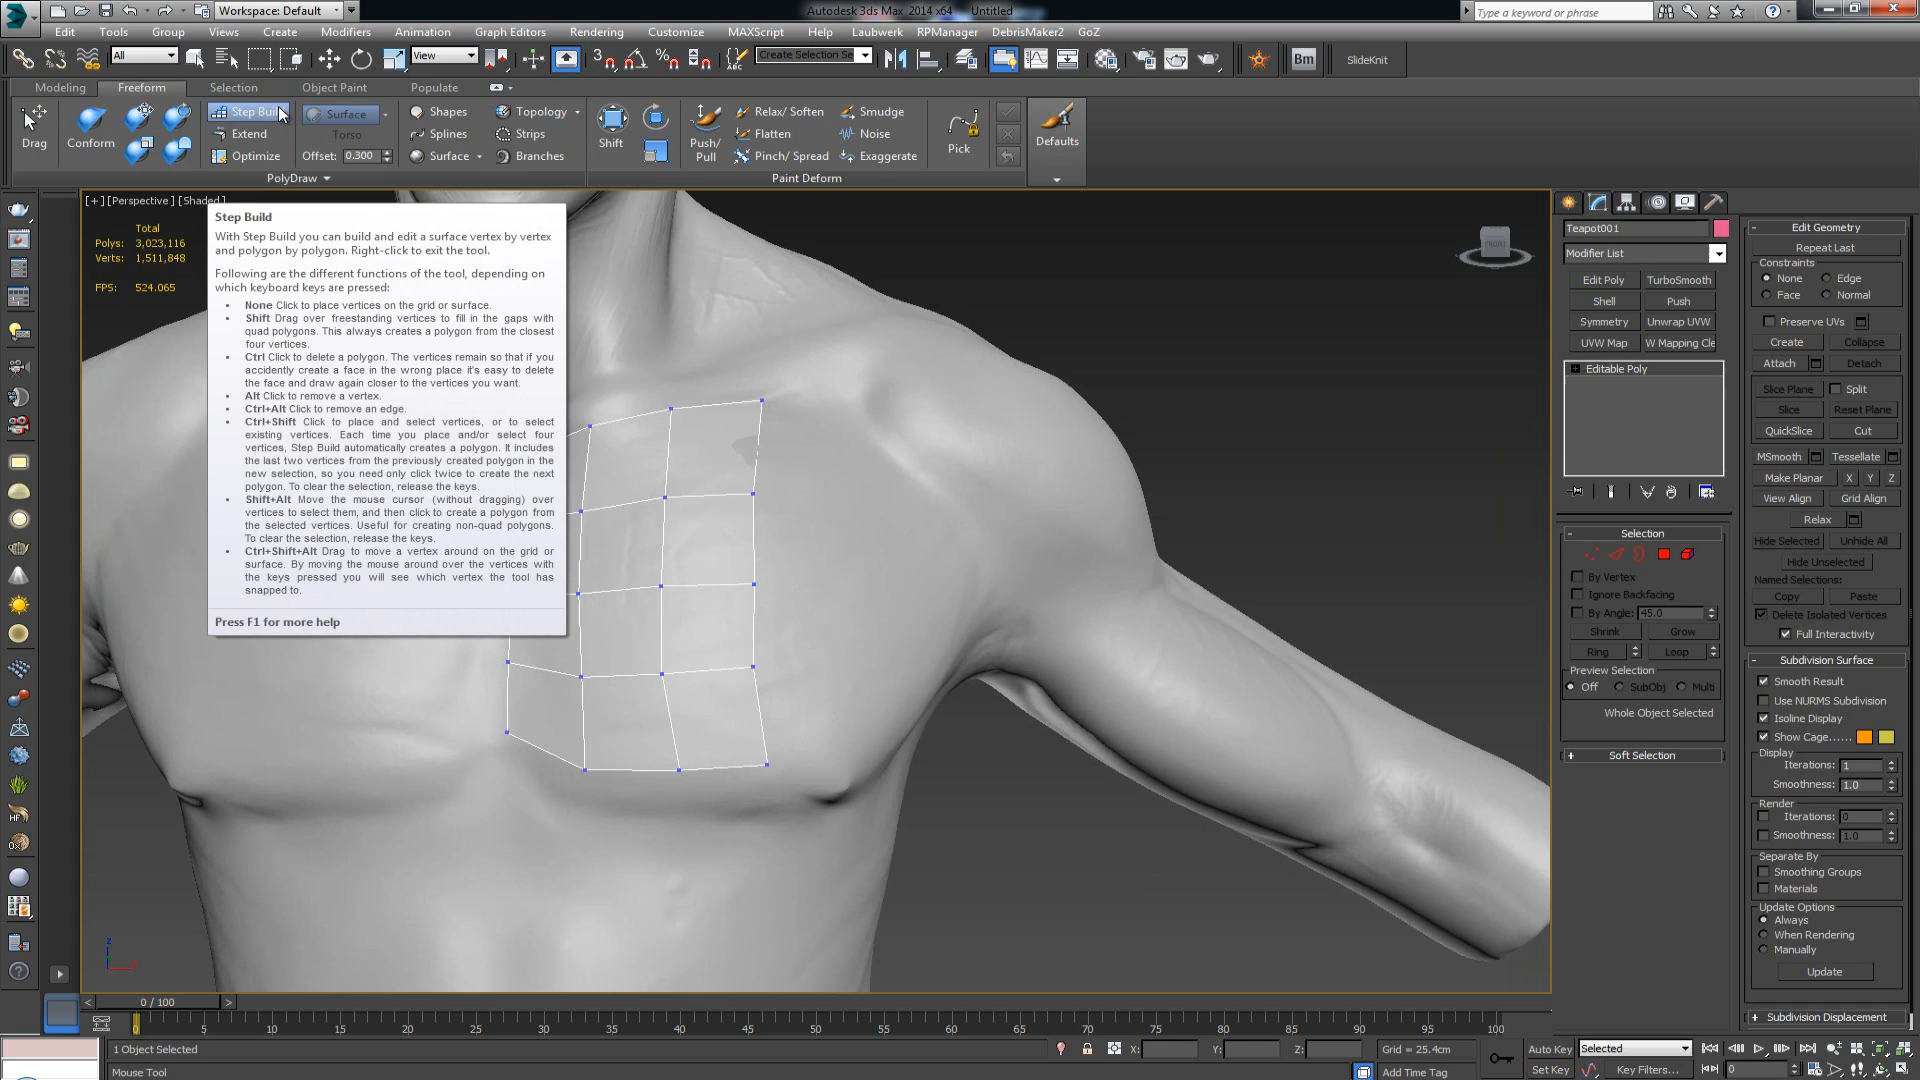 Workspace: Default
Autodesk 3ds Max 2014 x64    Untitled
Type a keyword or phrase
Edit
Tools
Group
Views
Create
Modifiers
Animation
Graph Editors
Rendering
Customize
MAXScript
Help
Laubwerk
RPManager
DebrisMaker2
GoZ
All
View
Create Selection Se
Bm
SlideKnit
Modeling
Freeform
Selection
Object Paint
Populate
Drag
Conform
Step Buil
Extend
Optimize
Surface
Torso
Offset: 0.300
Shapes
Splines
Surface
Topology
Strips
Branches
PolyDraw
Shift
Push/
Pull
Relax/ Soften
Flatten
Pinch/ Spread
Smudge
Noise
Exaggerate
Paint Deform
Pick
Defaults
[+] [Perspective ] [Shaded ]
Total
Polys: 3,023,116
Verts: 1,511,848
FPS: 524.065
Step Build
With Step Build you can build and edit a surface vertex by vertex
and polygon by polygon. Right-click to exit the tool.
Following are the different functions of the tool, depending on
which keyboard keys are pressed:
• None Click to place vertices on the grid or surface.
• Shift Drag over freestanding vertices to fill in the gaps with
quad polygons. This always creates a polygon from the closest
four vertices.
• Ctrl Click to delete a polygon. The vertices remain so that if you
accidently create a face in the wrong place it's easy to delete
the face and draw again closer to the vertices you want.
• Alt Click to remove a vertex.
• Ctrl+Alt Click to remove an edge.
• Ctrl+Shift Click to place and select vertices, or to select
existing vertices. Each time you place and/or select four
vertices, Step Build automatically creates a polygon. It includes
the last two vertices from the previously created polygon in the
new selection, so you need only click twice to create the next
polygon. To clear the selection, release the keys.
• Shift+Alt Move the mouse cursor (without dragging) over
vertices to select them, and then click to create a polygon from
the selected vertices. Useful for creating non-quad polygons.
To clear the selection, release the keys.
• Ctrl+Shift+Alt Drag to move a vertex around on the grid or
surface. By moving the mouse around over the vertices with
the keys pressed you will see which vertex the tool has
snapped to.
Press F1 for more help
Teapot001
Modifier List
Edit Poly
TurboSmooth
Shell
Push
Symmetry
Unwrap UVW
UVW Map
W Mapping Cle
Editable Poly
Selection
By Vertex
Ignore Backfacing
By Angle: 45.0
Shrink
Grow
Ring
Loop
Preview Selection
Off
SubObj
Multi
Whole Object Selected
Soft Selection
Edit Geometry
Repeat Last
Constraints
None
Edge
Face
Normal
Preserve UVs
Create
Collapse
Attach
Detach
Slice Plane
Split
Slice
Reset Plane
QuickSlice
Cut
MSmooth
Tessellate
Make Planar
X
Y
Z
View Align
Grid Align
Relax
Hide Selected
Unhide All
Hide Unselected
Named Selections:
Copy
Paste
Delete Isolated Vertices
Full Interactivity
Subdivision Surface
Smooth Result
Use NURMS Subdivision
Isoline Display
Show Cage......
Display
Iterations: 1
Smoothness: 1.0
Render
Iterations: 0
Smoothness: 1.0
Separate By
Smoothing Groups
Materials
Update Options
Always
When Rendering
Manually
Update
Subdivision Displacement
0 / 100
0 5 10 15 20 25 30 35 40 45 50 55 60 65 70 75 80 85 90 95 100
1 Object Selected
X:
Y:
Z:
Grid = 25.4cm
Auto Key
Selected
Mouse Tool
Add Time Tag
Set Key
Key Filters...
0